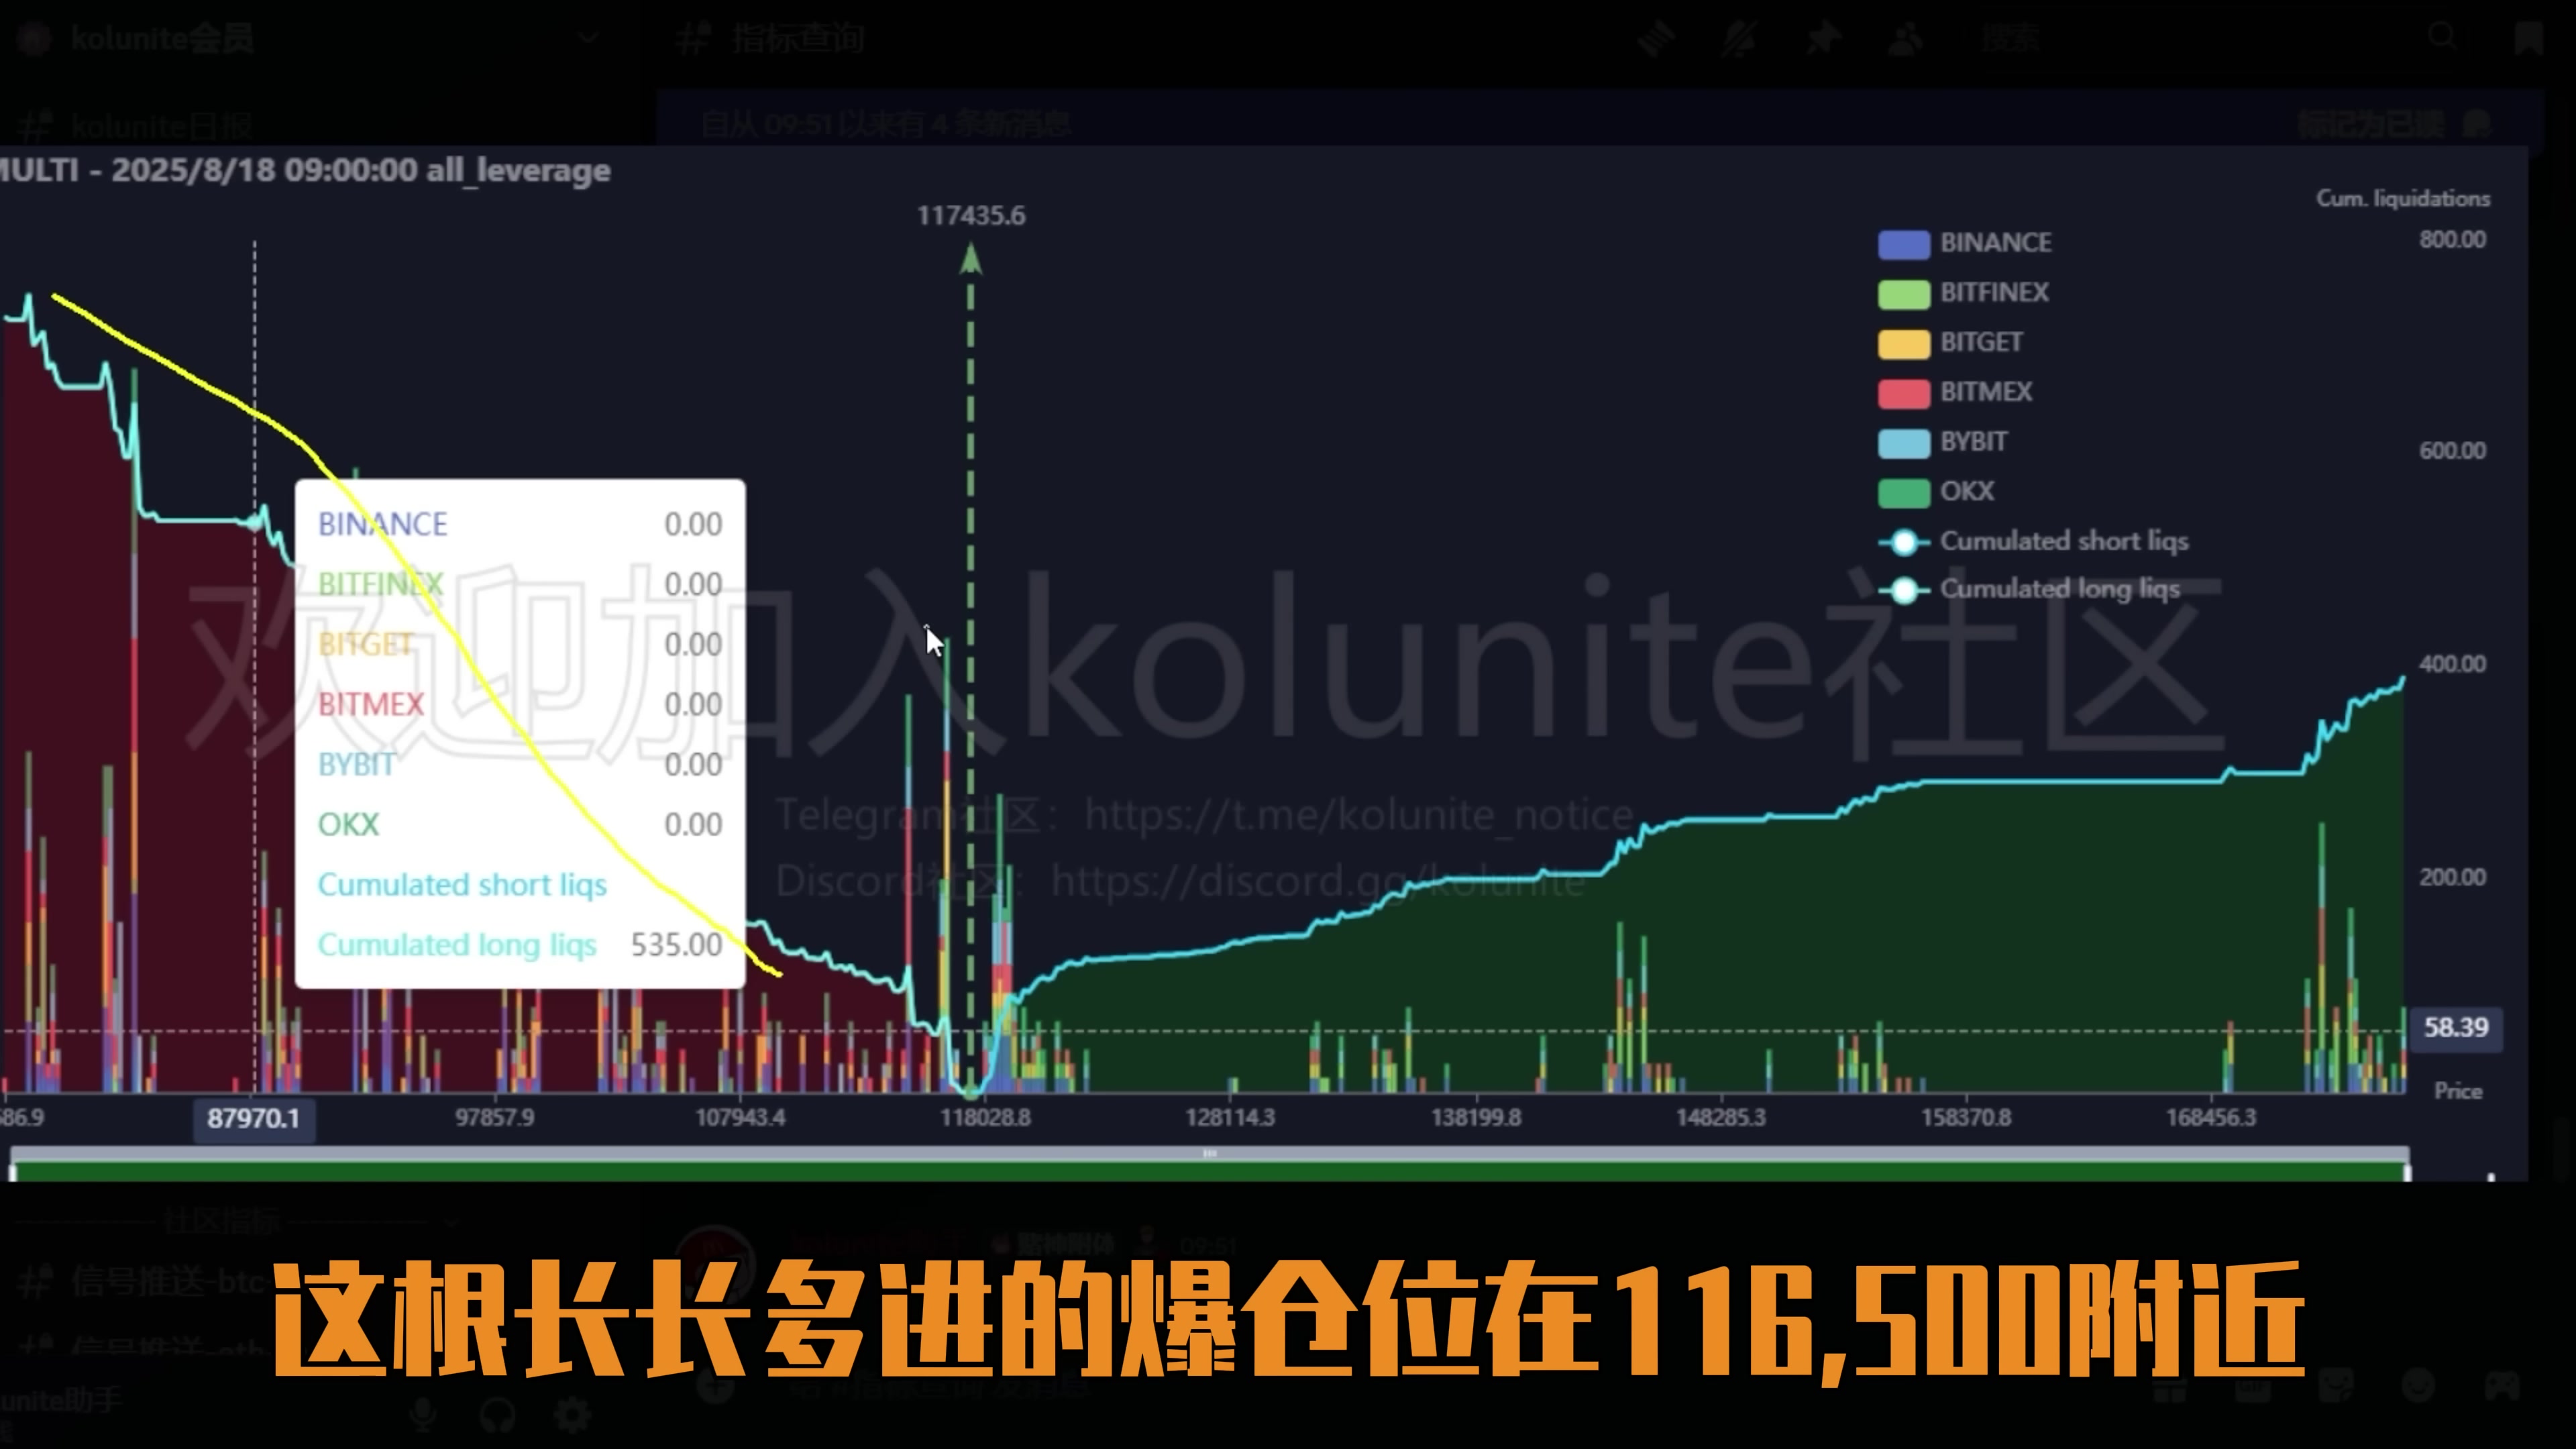 kolunite会员
指标查询
搜索
kolunite日报
自从 09:51 以来有 4 条新消息
标记为已读
MULTI - 2025/8/18 09:00:00 all_leverage
Cum. liquidations
117435.6
800.00
600.00
400.00
200.00
58.39
Price
BINANCE
BITFINEX
BITGET
BITMEX
BYBIT
OKX
Cumulated short liqs
Cumulated long liqs
BINANCE 0.00
BITFINEX 0.00
BITGET 0.00
BITMEX 0.00
BYBIT 0.00
OKX 0.00
Cumulated short liqs
Cumulated long liqs 535.00
欢迎加入kolunite社区
Telegram社区：https://t.me/kolunite_notice
Discord社区：https://discord.gg/kolunite
586.9 87970.1 97857.9 107943.4 118028.8 128114.3 138199.8 148285.3 158370.8 168456.3
社区指标
09:51
信号推送-btc
这根长长多进的爆仓位在116,500附近
unite助手